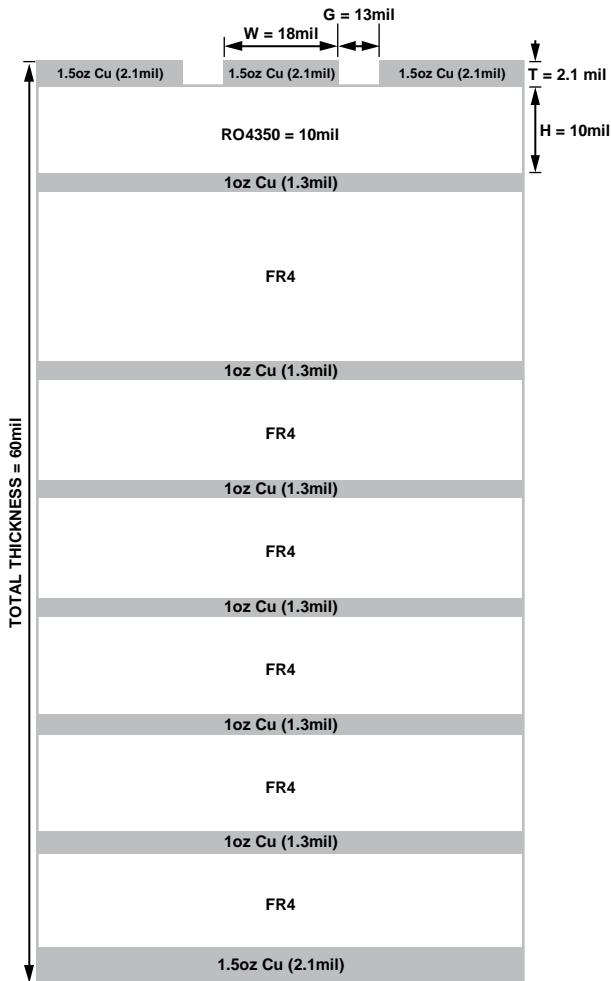 G = 13mil
W = 18mil
1.5oz Cu (2.1mil)
1.5oz Cu (2.1mil)
1.5oz Cu (2.1mil)
T = 2.1 mil
RO4350 = 10mil
H = 10mil
1oz Cu (1.3mil)
FR4
1oz Cu (1.3mil)
FR4
1oz Cu (1.3mil)
FR4
1oz Cu (1.3mil)
FR4
1oz Cu (1.3mil)
FR4
1oz Cu (1.3mil)
FR4
1.5oz Cu (2.1mil)
TOTAL THICKNESS = 60mil